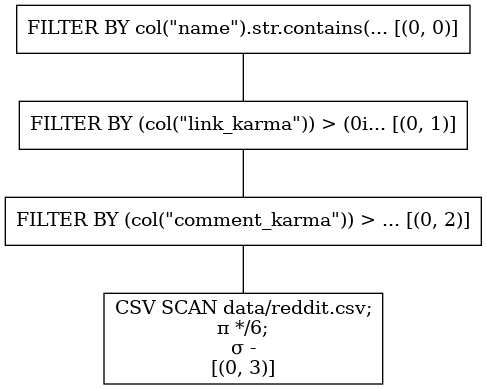 FILTER BY col("name").str.contains(... [(0, 0)]
FILTER BY (col("link_karma")) > (0i... [(0, 1)]
FILTER BY (col("comment_karma")) > ... [(0, 2)]
CSV SCAN data/reddit.csv;
π */6;
σ -
[(0, 3)]